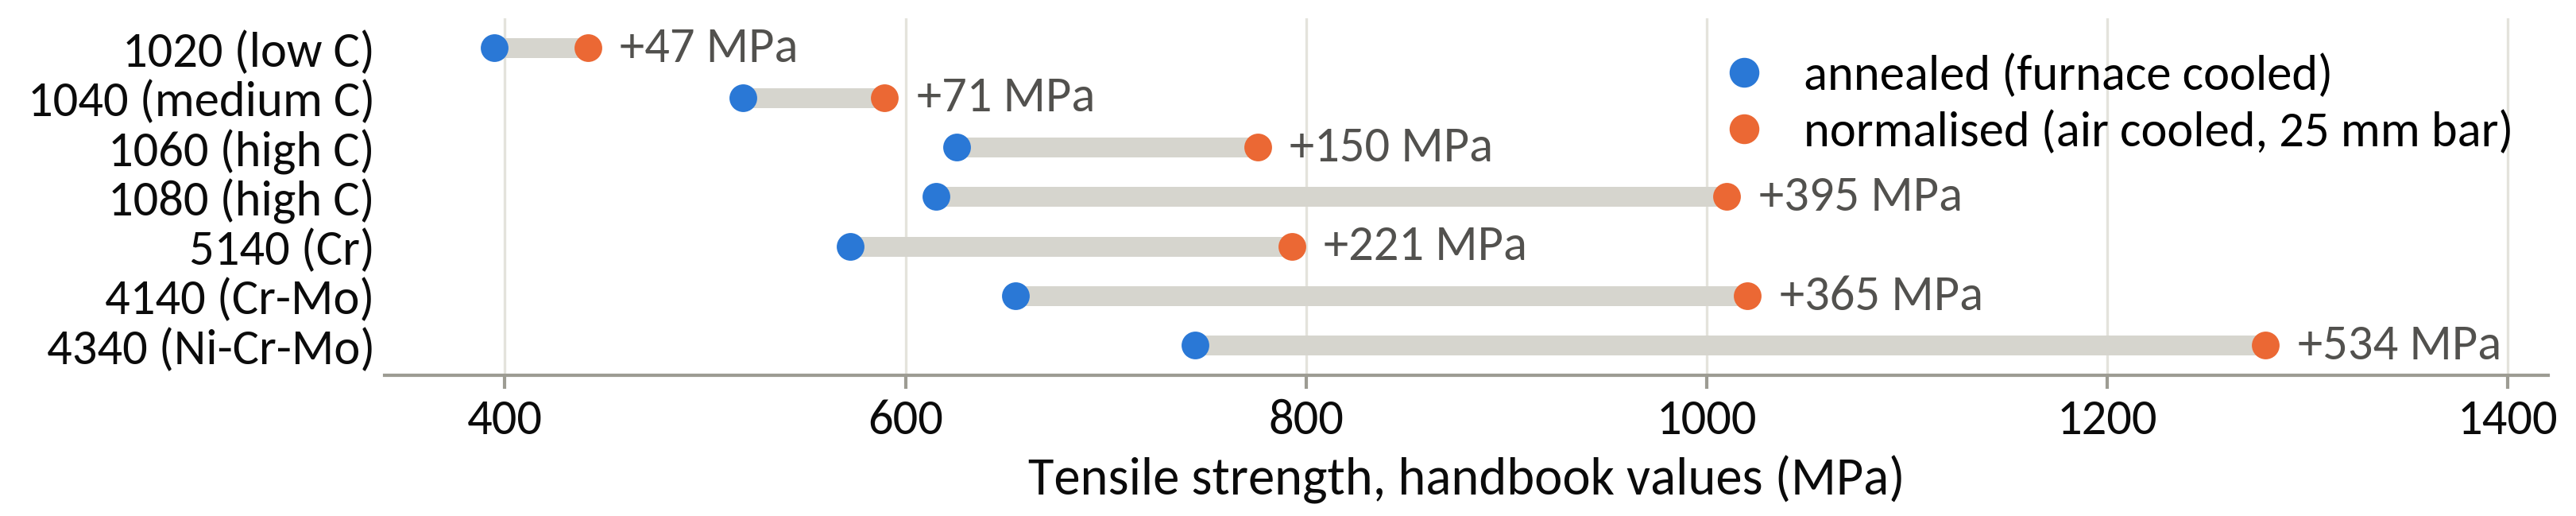 1020 (low C)
+47 MPa
1040 (medium C)
+71 MPa
1060 (high C)
+150 MPa
1080 (high C)
+395 MPa
5140 (Cr)
+221 MPa
4140 (Cr-Mo)
+365 MPa
4340 (Ni-Cr-Mo)
+534 MPa
annealed (furnace cooled)
normalised (air cooled, 25 mm bar)
400 600 800 1000 1200 1400
Tensile strength, handbook values (MPa)